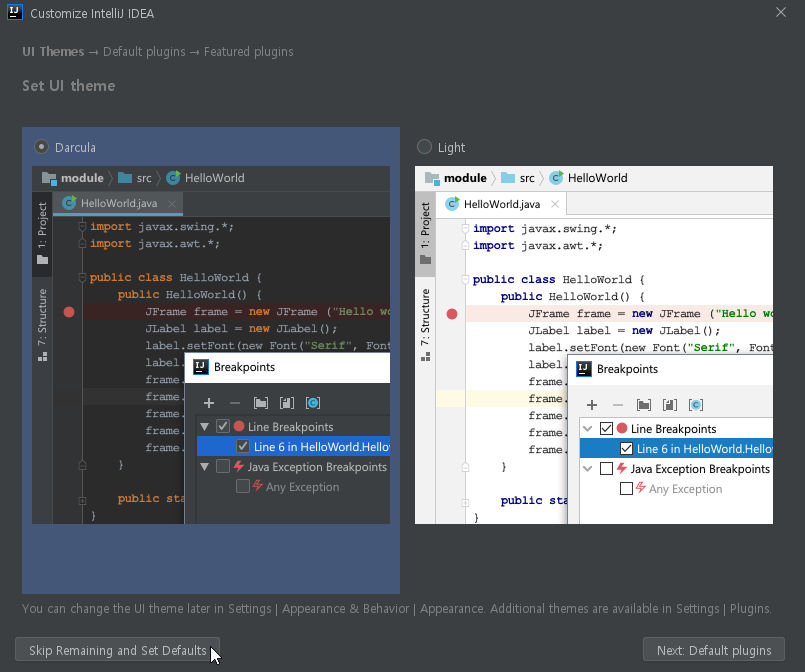 IJ Customize IntelliJ IDEA
UI Themes → Default plugins → Featured plugins
Set UI theme
Darcula
module src HelloWorld
HelloWorld.java
1: Project
7: Structure
import javax.swing.*;
import javax.awt.*;
public class HelloWorld {
public HelloWorld() {
JFrame frame = new JFrame ("Hello wo
JLabel label = new JLabel();
label.setFont(new Font("Serif", Font
label.
frame.
frame.
frame.
frame.
frame.
}
public sta
}
IJ Breakpoints
Line Breakpoints
Line 6 in HelloWorld.Hello
Java Exception Breakpoints
Any Exception
Light
module src HelloWorld
HelloWorld.java
1: Project
7: Structure
import javax.swing.*;
import javax.awt.*;
public class HelloWorld {
public HelloWorld() {
JFrame frame = new JFrame ("Hello wo
JLabel label = new JLabel();
label.setFont(new Font("Serif", Font
label.
frame.
frame.
frame.
frame.
frame.
}
public sta
}
IJ Breakpoints
Line Breakpoints
Line 6 in HelloWorld.Hello
Java Exception Breakpoints
Any Exception
You can change the UI theme later in Settings | Appearance & Behavior | Appearance. Additional themes are available in Settings | Plugins.
Skip Remaining and Set Defaults
Next: Default plugins